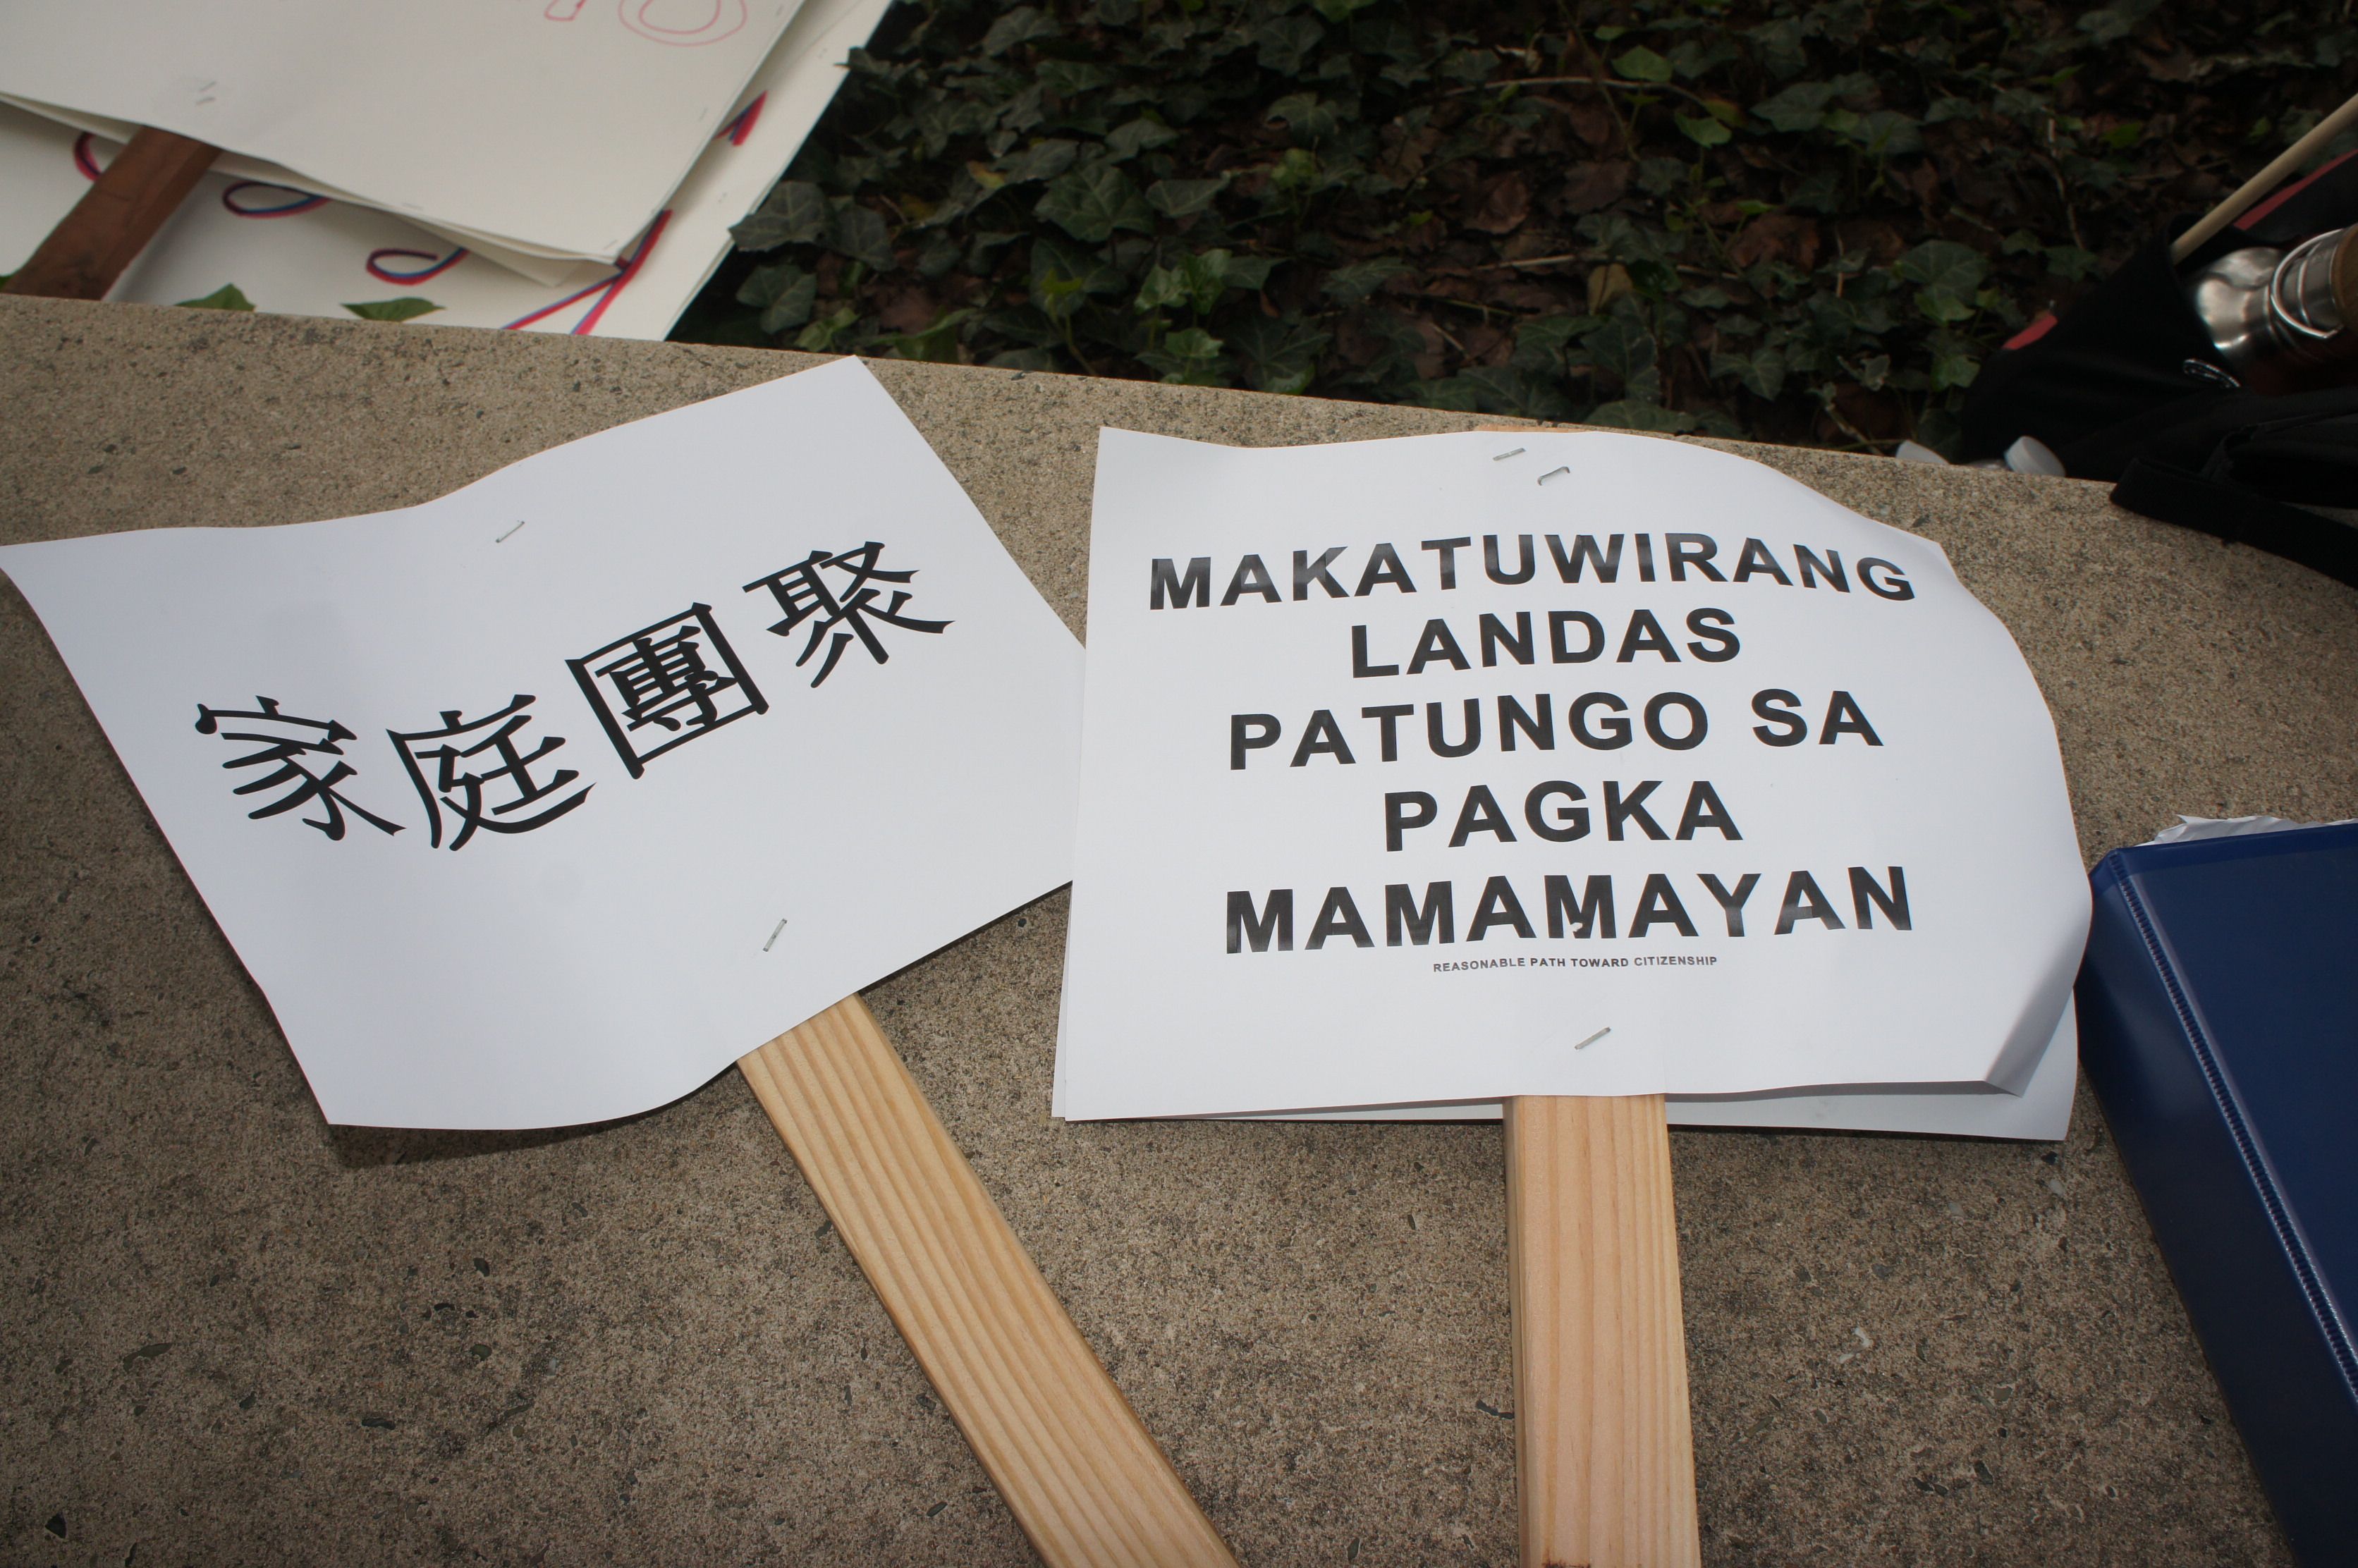 家庭團聚
MAKATUWIRANG
LANDAS
PATUNGO SA
PAGKA
MAMAMAYAN
REASONABLE PATH TOWARD CITIZENSHIP